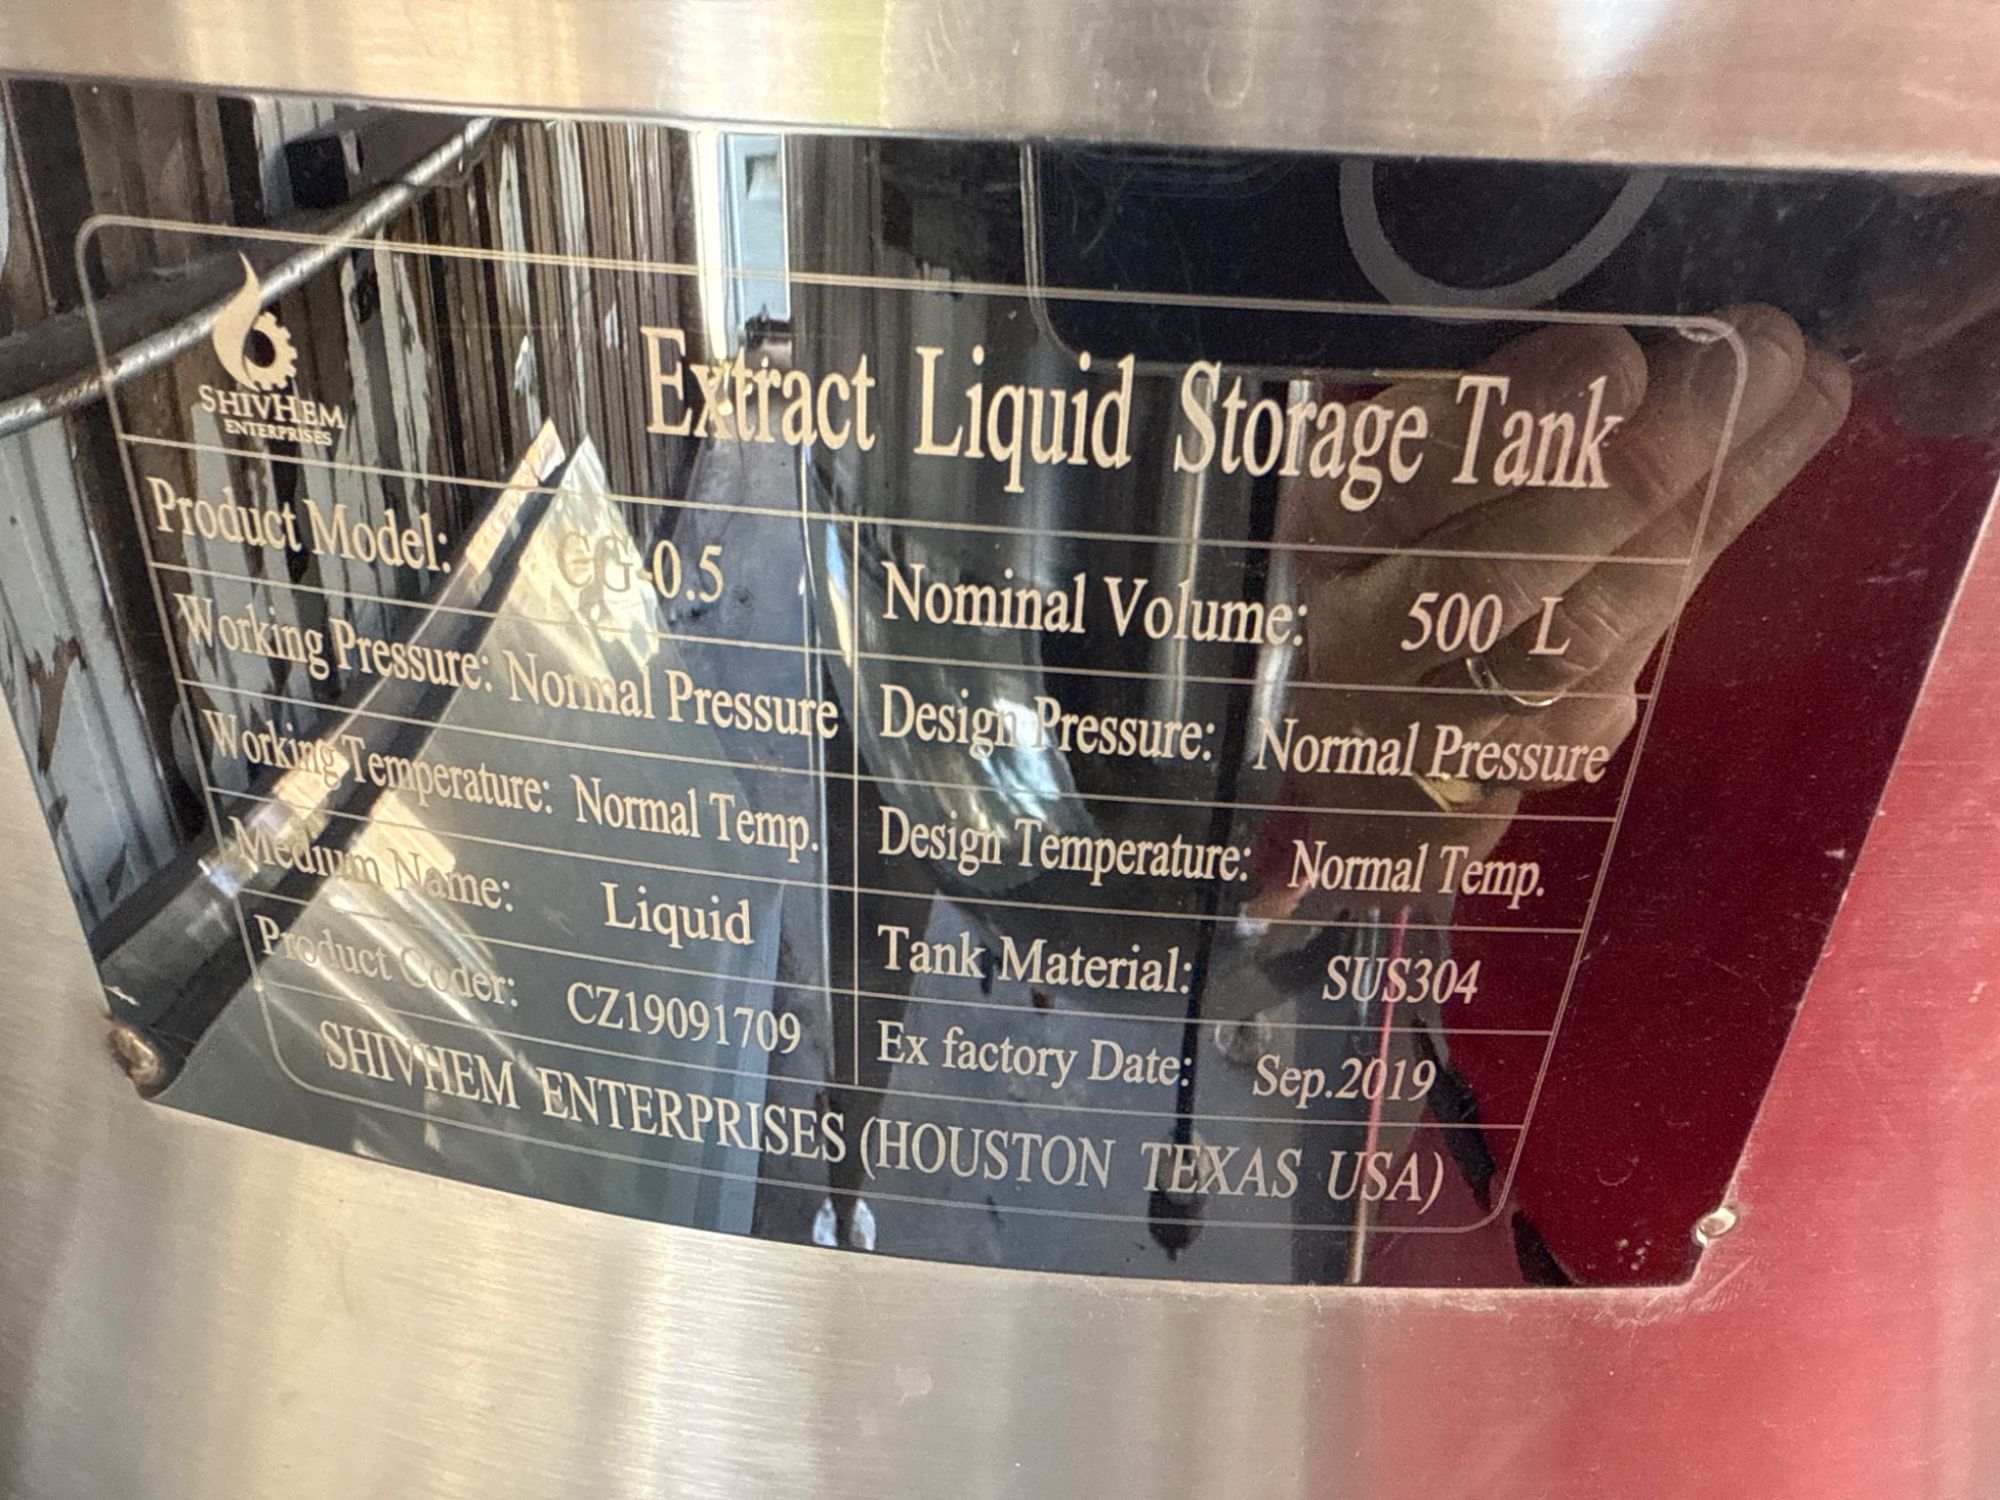 SHIVHEM
ENTERPRISES
Extract Liquid Storage Tank
Product Model: CG-0.5
Nominal Volume: 500 L
Working Pressure: Normal Pressure
Design Pressure: Normal Pressure
Working Temperature: Normal Temp.
Design Temperature: Normal Temp.
Medium Name: Liquid
Tank Material: SUS304
Product Coder: CZ19091709
Ex factory Date: Sep.2019
SHIVHEM ENTERPRISES (HOUSTON TEXAS USA)